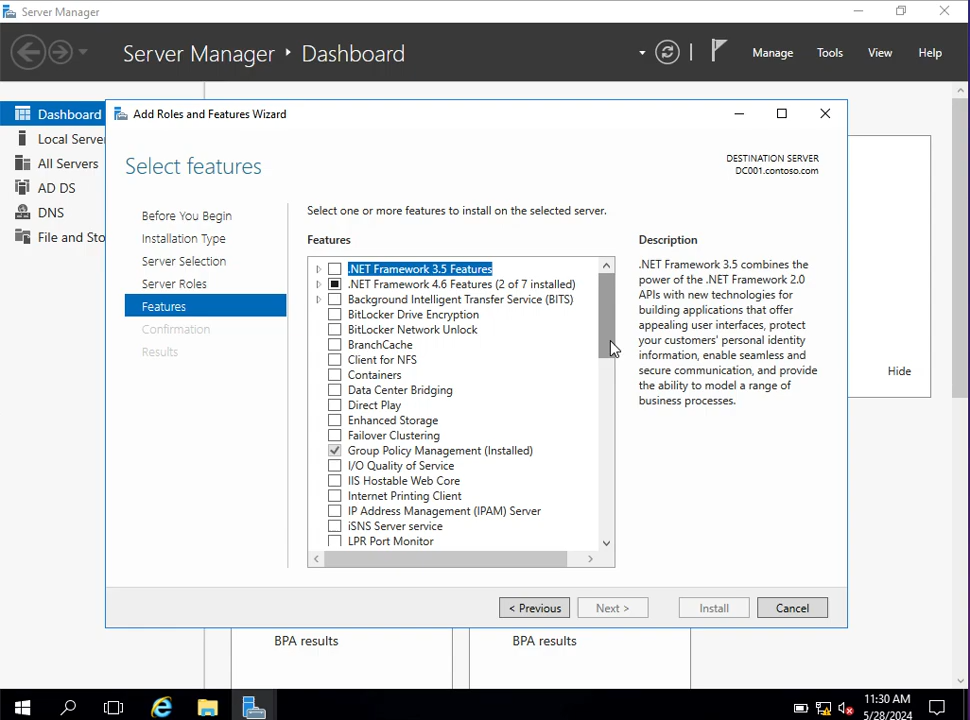 Server Manager
Server Manager ‣ Dashboard
Manage Tools View Help
Dashboard
Local Serve
All Servers
AD DS
DNS
File and Sto
Add Roles and Features Wizard
Select features
DESTINATION SERVER
DC001.contoso.com
Before You Begin
Installation Type
Server Selection
Server Roles
Features
Confirmation
Results
Select one or more features to install on the selected server.
Features
.NET Framework 3.5 Features
.NET Framework 4.6 Features (2 of 7 installed)
Background Intelligent Transfer Service (BITS)
BitLocker Drive Encryption
BitLocker Network Unlock
BranchCache
Client for NFS
Containers
Data Center Bridging
Direct Play
Enhanced Storage
Failover Clustering
Group Policy Management (Installed)
I/O Quality of Service
IIS Hostable Web Core
Internet Printing Client
IP Address Management (IPAM) Server
iSNS Server service
LPR Port Monitor
Description
.NET Framework 3.5 combines the
power of the .NET Framework 2.0
APIs with new technologies for
building applications that offer
appealing user interfaces, protect
your customers' personal identity
information, enable seamless and
secure communication, and provide
the ability to model a range of
business processes.
Hide
< Previous
Next >
Install
Cancel
BPA results
BPA results
11:30 AM
5/28/2024